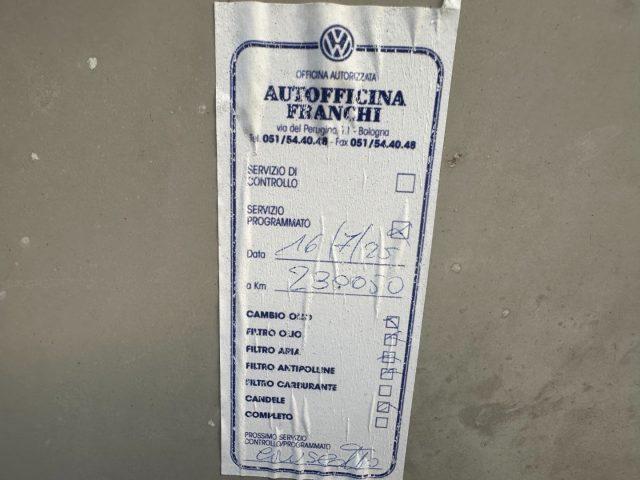 OFFICINA AUTORIZZATA
AUTOFFICINA
FRANCHI
via del Perugino, 11 - Bologna
Tel. 051/54.40.48 - Fax 051/54.40.48
SERVIZIO DI
CONTROLLO
SERVIZIO
PROGRAMMATO
Data 16/7/25
a Km 230050
CAMBIO OLIO
FILTRO OLIO
FILTRO ARIA
FILTRO ANTIPOLLINE
FILTRO CARBURANTE
CANDELE
COMPLETO
PROSSIMO SERVIZIO
CONTROLLO/PROGRAMMATO